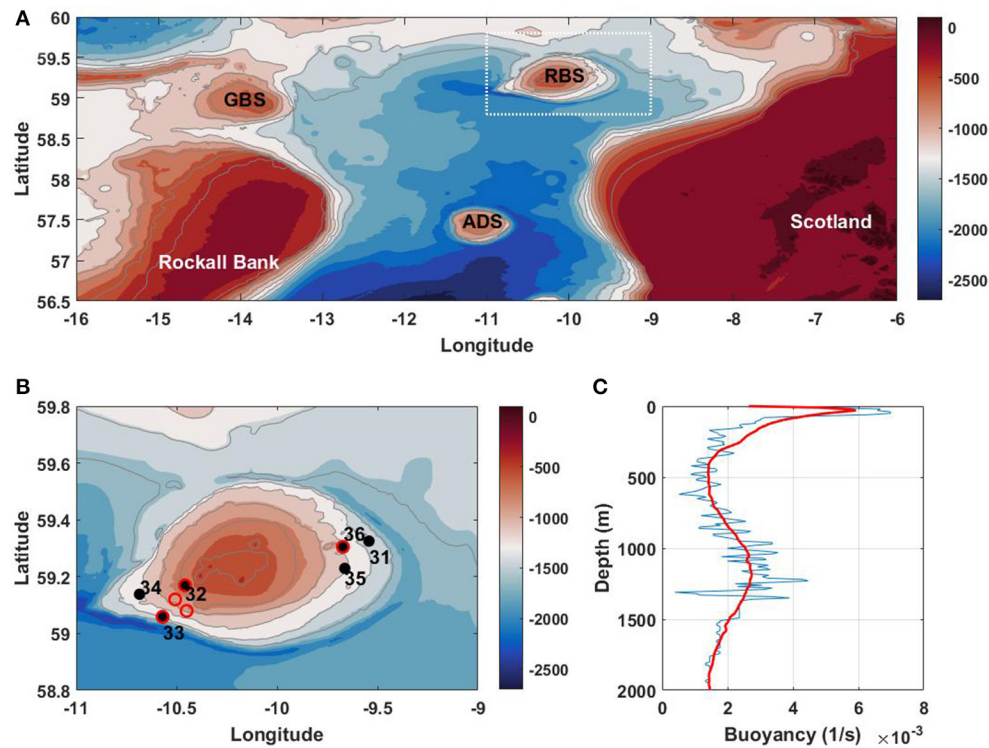 A
60
59.5
59
58.5
58
57.5
57
56.5
Latitude
GBS
RBS
ADS
Rockall Bank
Scotland
-16 -15 -14 -13 -12 -11 -10 -9 -8 -7 -6
Longitude
0
-500
-1000
-1500
-2000
-2500
B
59.8
59.6
59.4
59.2
59
58.8
Latitude
36
31
35
34
32
33
-11 -10.5 -10 -9.5 -9
Longitude
0
-500
-1000
-1500
-2000
-2500
C
0
500
1000
1500
2000
Depth (m)
0 2 4 6 8
Buoyancy (1/s) ×10⁻³